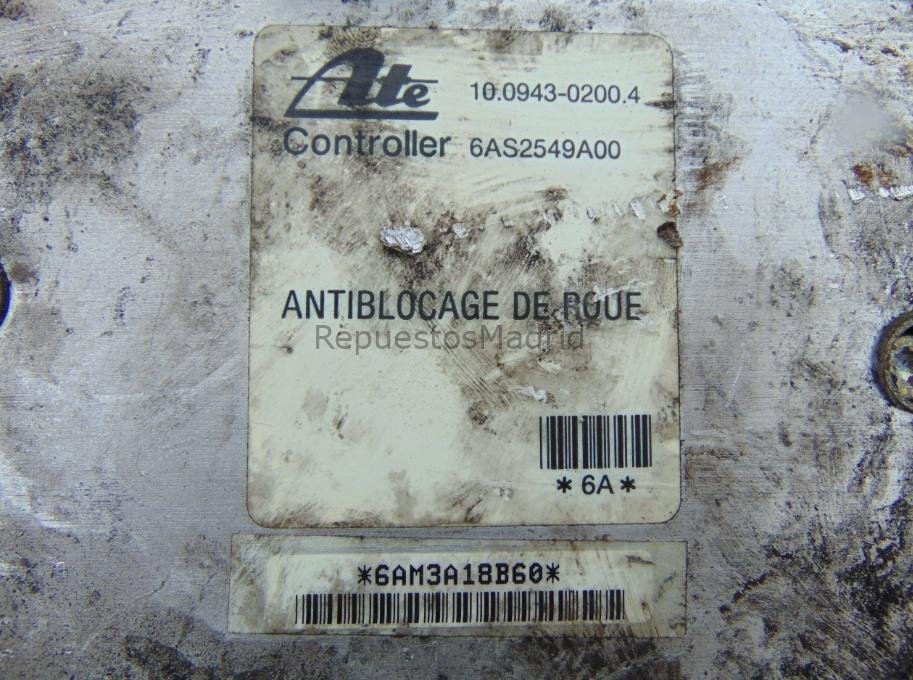 Ate 10.0943-0200.4
Controller 6AS2549A00
ANTIBLOCAGE DE ROUE
RepuestosMadrid
*6A*
*6AM3A18B60*